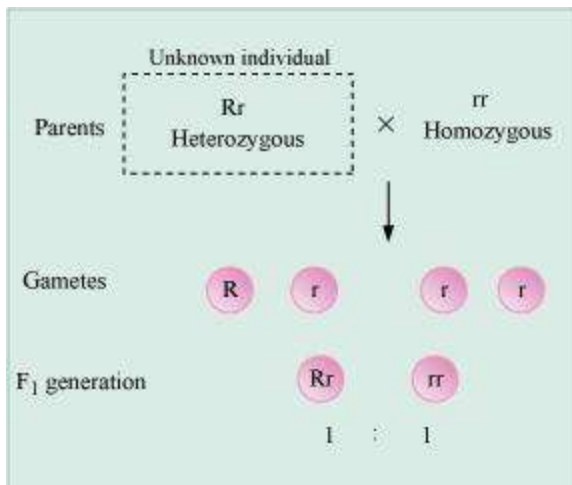 Unknown individual
Rr
rr
Parents
Heterozygous
×
Homozygous
Gametes
R
r
r
r
F₁ generation
Rr
rr
1 : 1